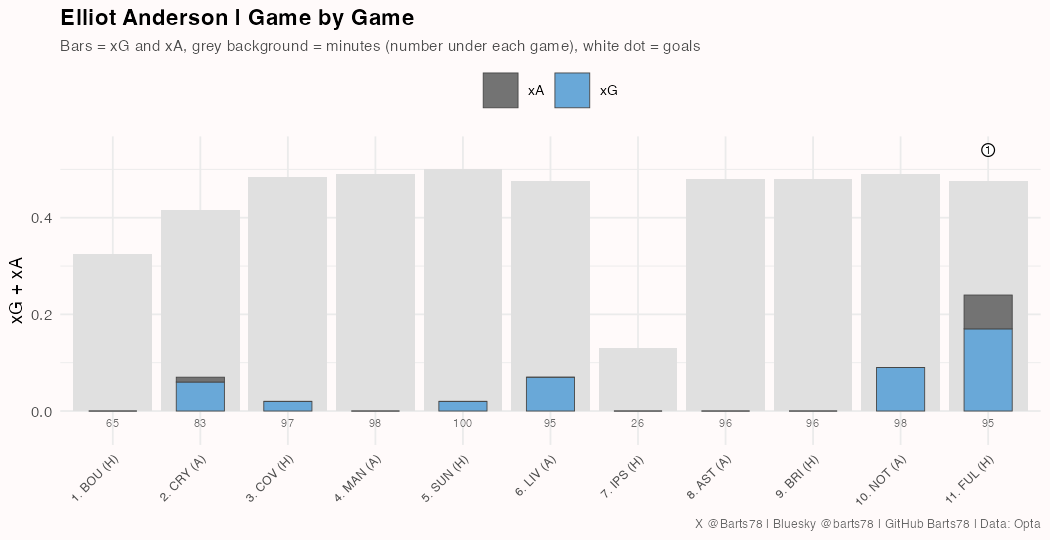 Elliot Anderson | Game by Game
Bars = xG and xA, grey background = minutes (number under each game), white dot = goals
xA xG
1
xG + xA
0.4
0.2
0.0
65 83 97 98 100 95 26 96 96 98 95
1. BOU (H)
2. CRY (A)
3. COV (H)
4. MAN (A)
5. SUN (H)
6. LIV (A)
7. IPS (H)
8. AST (A)
9. BRI (H)
10. NOT (A)
11. FUL (H)
X @Barts78 | Bluesky @barts78 | GitHub Barts78 | Data: Opta